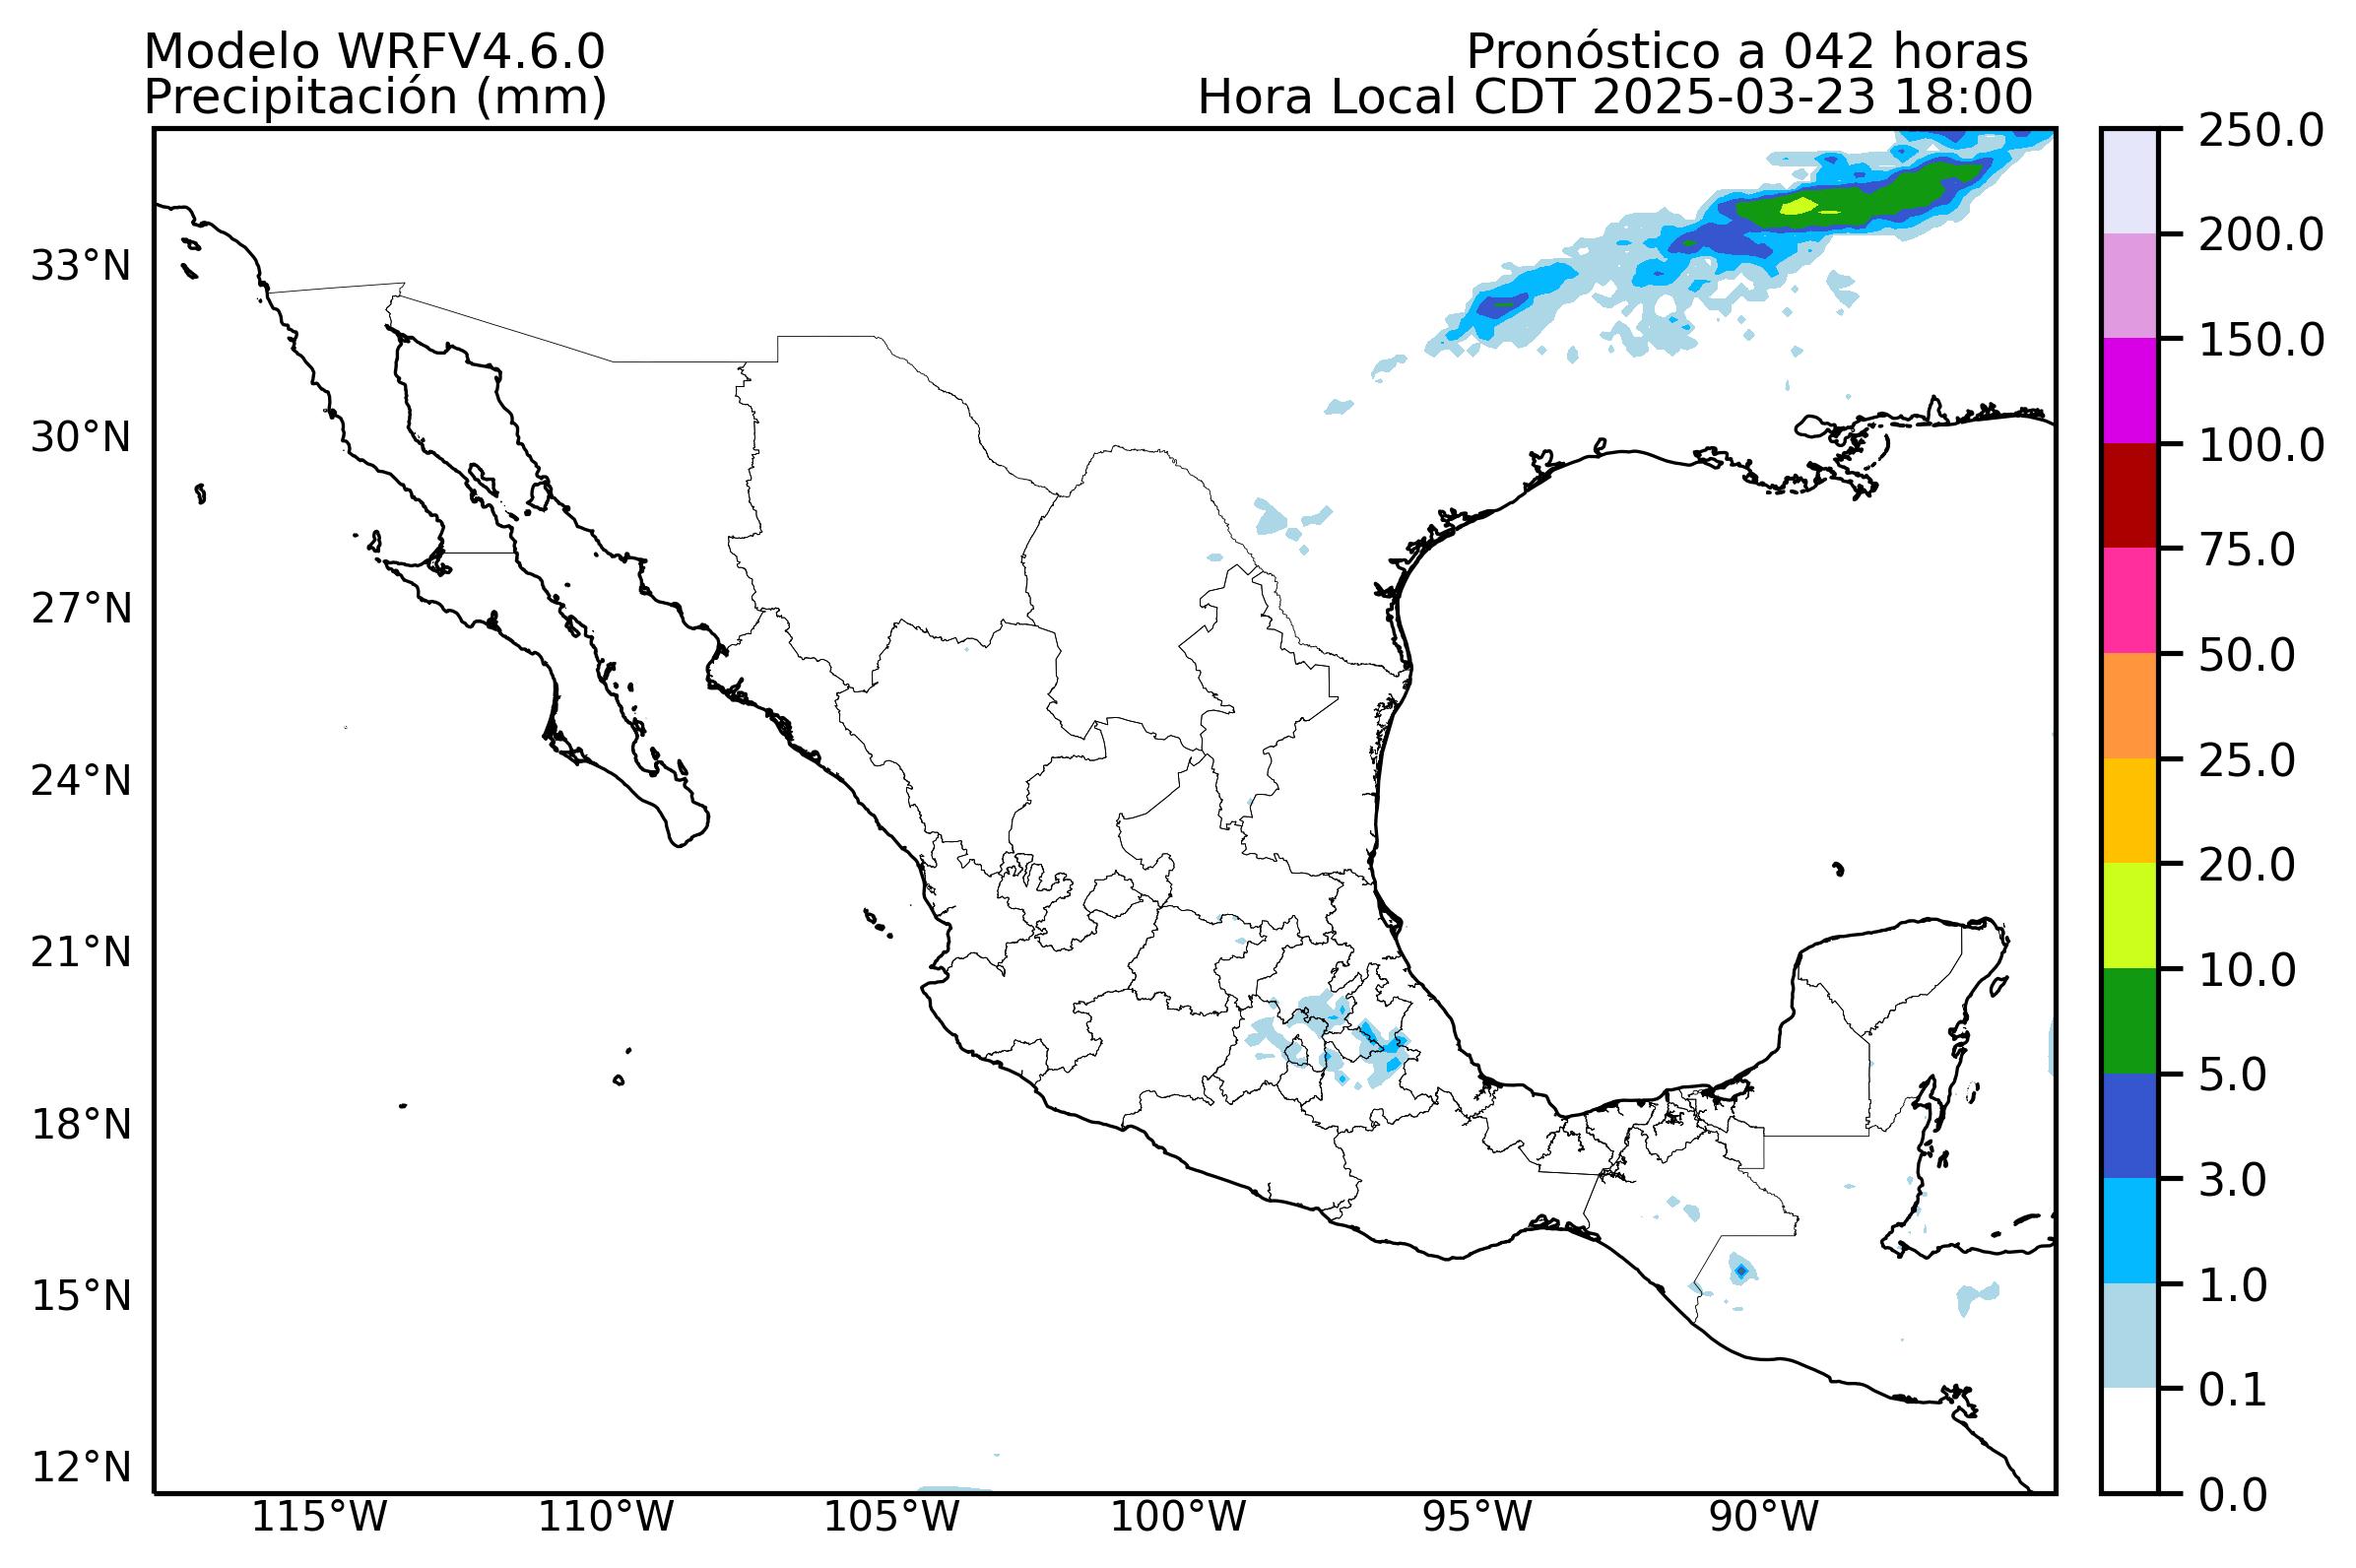 Modelo WRFV4.6.0
Precipitación (mm)
Pronóstico a 042 horas
Hora Local CDT 2025-03-23 18:00
33°N
30°N
27°N
24°N
21°N
18°N
15°N
12°N
115°W
110°W
105°W
100°W
95°W
90°W
250.0
200.0
150.0
100.0
75.0
50.0
25.0
20.0
10.0
5.0
3.0
1.0
0.1
0.0